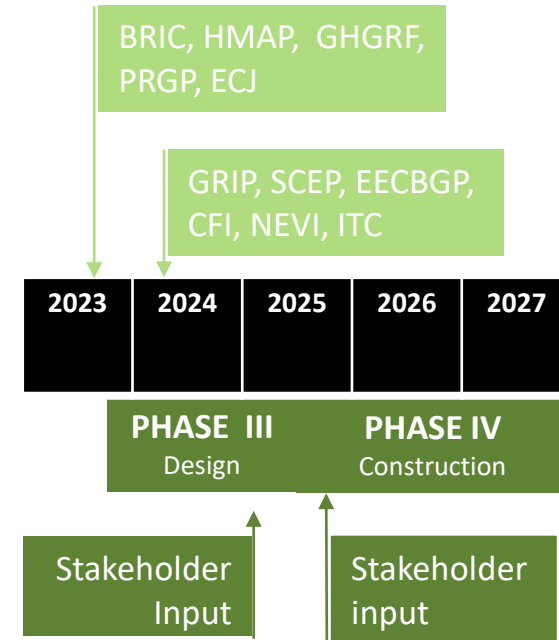 BRIC, HMAP, GHGRF,
PRGP, ECJ
GRIP, SCEP, EECBGP,
CFI, NEVI, ITC
2023 2024 2025 2026 2027
PHASE III PHASE IV
Design Construction
Stakeholder
Input
Stakeholder
input